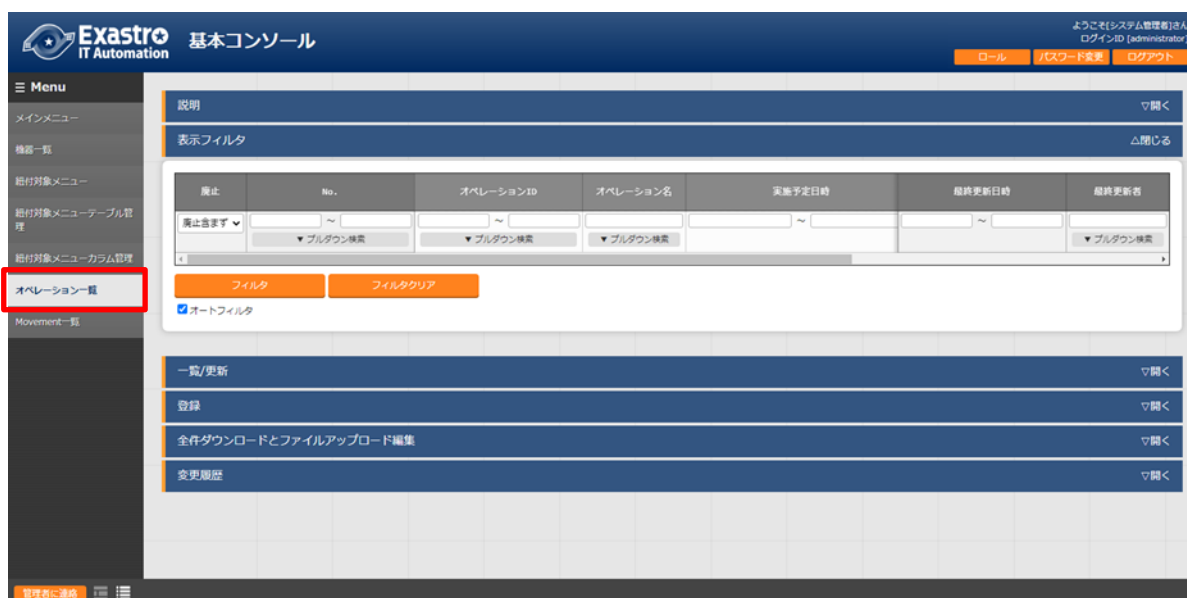 Exastro
IT Automation
基本コンソール
ようこそ[システム管理者]さん
ログインID [administrator]
ロール
パスワード変更
ログアウト
☰ Menu
メインメニュー
機器一覧
紐付対象メニュー
紐付対象メニューテーブル管
理
紐付対象メニューカラム管理
オペレーション一覧
Movement一覧
説明
▽開く
表示フィルタ
△閉じる
廃止 No. オペレーションID オペレーション名 実施予定日時 最終更新日時 最終更新者
廃止含まず ～ ～ ～ ～
▼プルダウン検索 ▼プルダウン検索 ▼プルダウン検索 ▼プルダウン検索
フィルタ
フィルタクリア
オートフィルタ
一覧/更新
▽開く
登録
▽開く
全件ダウンロードとファイルアップロード編集
▽開く
変更履歴
▽開く
管理者に連絡